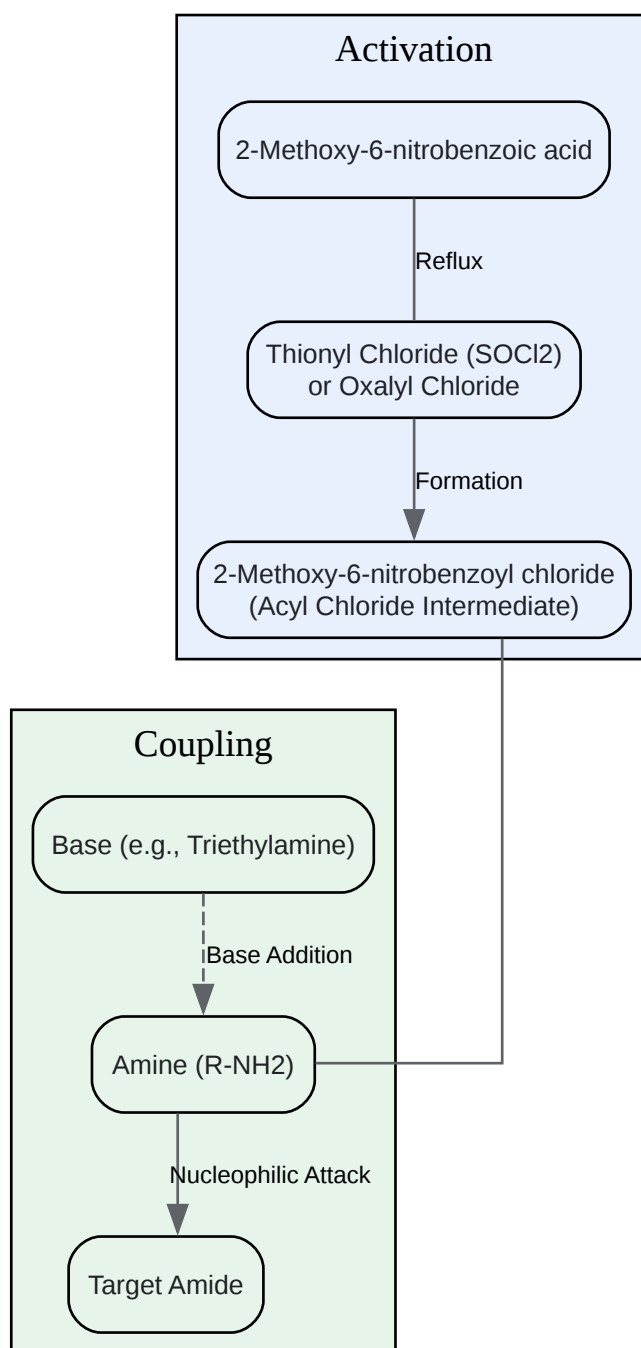 Activation
2-Methoxy-6-nitrobenzoic acid
Reflux
Thionyl Chloride (SOCl2)
or Oxalyl Chloride
Formation
2-Methoxy-6-nitrobenzoyl chloride
(Acyl Chloride Intermediate)
Coupling
Base (e.g., Triethylamine)
Base Addition
Amine (R-NH2)
Nucleophilic Attack
Target Amide